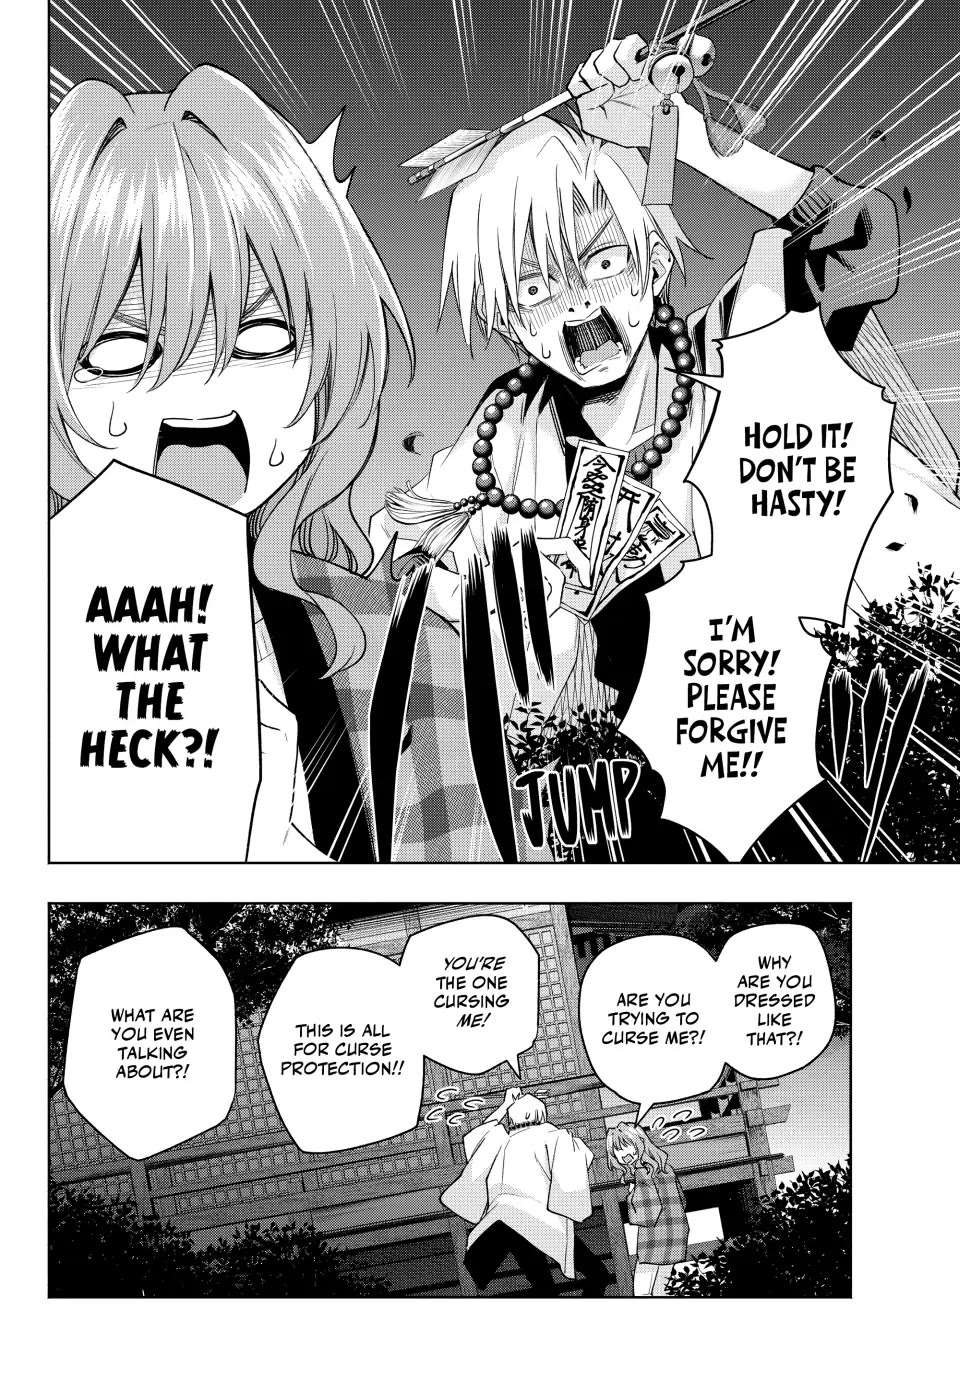 HOLD IT!
DON'T BE
HASTY!
I'M
SORRY!
PLEASE
FORGIVE
ME!!
AAAH!
WHAT
THE
HECK?!
JUMP
WHY
ARE YOU
DRESSED
LIKE
THAT?!
ARE YOU
TRYING TO
CURSE ME?!
YOU'RE
THE ONE
CURSING
ME!
THIS IS ALL
FOR CURSE
PROTECTION!!
WHAT ARE
YOU EVEN
TALKING
ABOUT?!